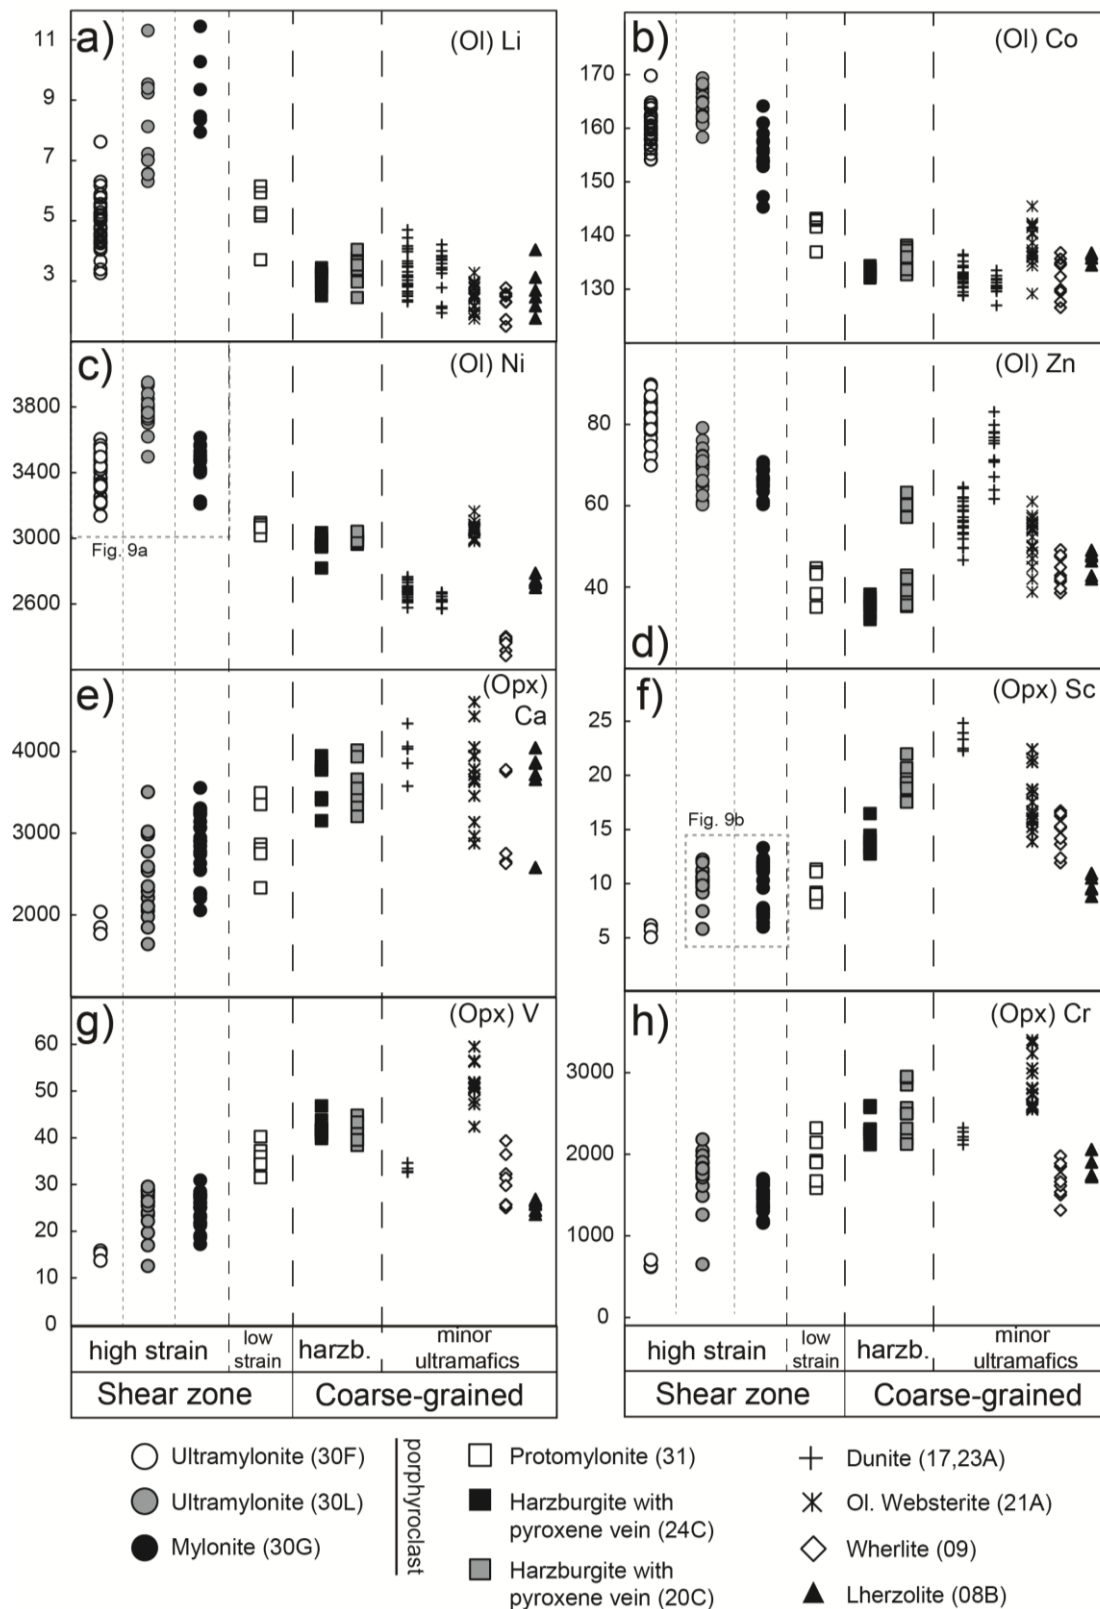 a)
(Ol) Li
11
9
7
5
3
b)
(Ol) Co
170
160
150
140
130
c)
(Ol) Ni
3800
3400
3000
2600
Fig. 9a
(Ol) Zn
80
60
40
d)
e)
(Opx)
Ca
4000
3000
2000
f)
(Opx) Sc
25
20
15
10
5
Fig. 9b
g)
(Opx) V
60
50
40
30
20
10
0
h)
(Opx) Cr
3000
2000
1000
0
high strain
low
strain
harzb.
minor
ultramafics
Shear zone
Coarse-grained
high strain
low
strain
harzb.
minor
ultramafics
Shear zone
Coarse-grained
Ultramylonite (30F)
Ultramylonite (30L)
Mylonite (30G)
porphyroclast
Protomylonite (31)
Harzburgite with
pyroxene vein (24C)
Harzburgite with
pyroxene vein (20C)
Dunite (17,23A)
Ol. Websterite (21A)
Wherlite (09)
Lherzolite (08B)